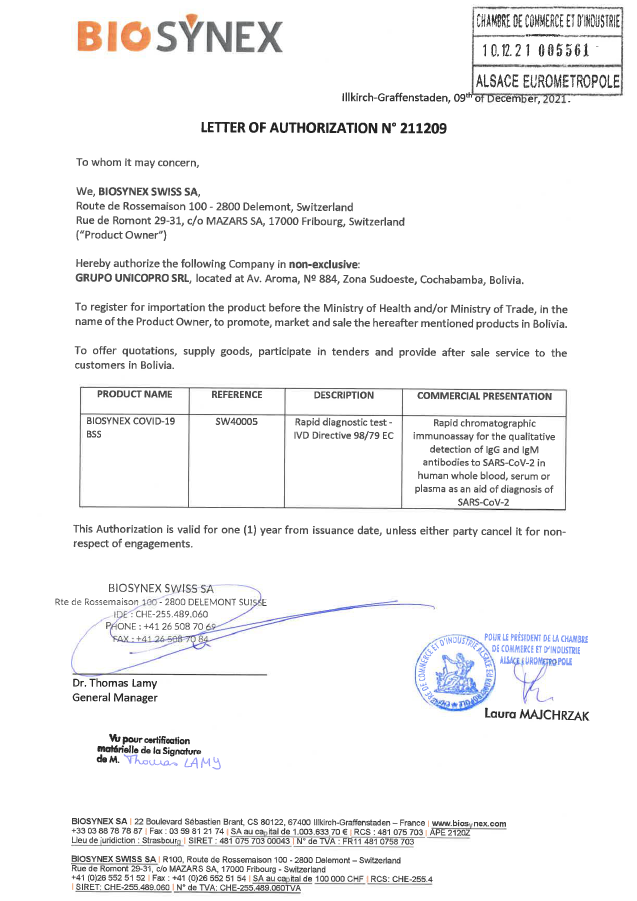 BIOSYNEX
CHAMBRE DE COMMERCE ET D'INDUSTRIE
10.12.21 005561
ALSACE EUROMETROPOLE
Illkirch-Graffenstaden, 09th of December, 2021.
LETTER OF AUTHORIZATION N° 211209
To whom it may concern,
We, BIOSYNEX SWISS SA,
Route de Rossemaison 100 - 2800 Delemont, Switzerland
Rue de Romont 29-31, c/o MAZARS SA, 17000 Fribourg, Switzerland
("Product Owner")
Hereby authorize the following Company in non-exclusive:
GRUPO UNICOPRO SRL, located at Av. Aroma, Nº 884, Zona Sudoeste, Cochabamba, Bolivia.
To register for importation the product before the Ministry of Health and/or Ministry of Trade, in the
name of the Product Owner, to promote, market and sale the hereafter mentioned products in Bolivia.
To offer quotations, supply goods, participate in tenders and provide after sale service to the
customers in Bolivia.
PRODUCT NAME REFERENCE DESCRIPTION COMMERCIAL PRESENTATION
BIOSYNEX COVID-19 SW40005 Rapid diagnostic test - Rapid chromatographic
BSS IVD Directive 98/79 EC immunoassay for the qualitative
detection of IgG and IgM
antibodies to SARS-CoV-2 in
human whole blood, serum or
plasma as an aid of diagnosis of
SARS-CoV-2
This Authorization is valid for one (1) year from issuance date, unless either party cancel it for non-
respect of engagements.
BIOSYNEX SWISS SA
Rte de Rossemaison 100 - 2800 DELEMONT SUISSE
IDE : CHE-255.489.060
PHONE : +41 26 508 70 69
FAX : +41 26 508 70 84
Dr. Thomas Lamy
General Manager
POUR LE PRÉSIDENT DE LA CHAMBRE
DE COMMERCE ET D'INDUSTRIE
ALSACE EUROMETROPOLE
Laura MAJCHRZAK
Vu pour certification
matérielle de la Signature
de M. Thomas LAMY
BIOSYNEX SA | 22 Boulevard Sébastien Brant, CS 80122, 67400 Illkirch-Graffenstaden – France | www.biosynex.com
+33 03 88 78 78 87 | Fax : 03 59 81 21 74 | SA au capital de 1.003.633 70 € | RCS : 481 075 703 | APE 2120Z
Lieu de juridiction : Strasbourg | SIRET : 481 075 703 00043 | N° de TVA : FR11 481 0758 703
BIOSYNEX SWISS SA | R100, Route de Rossemaison 100 - 2800 Delemont – Switzerland
Rue de Romont 29-31, c/o MAZARS SA, 17000 Fribourg - Switzerland
+41 (0)26 552 51 52 | Fax : +41 (0)26 552 51 54 | SA au capital de 100 000 CHF | RCS: CHE-255.4
| SIRET: CHE-255.489.060 | N° de TVA: CHE-255.489.060TVA